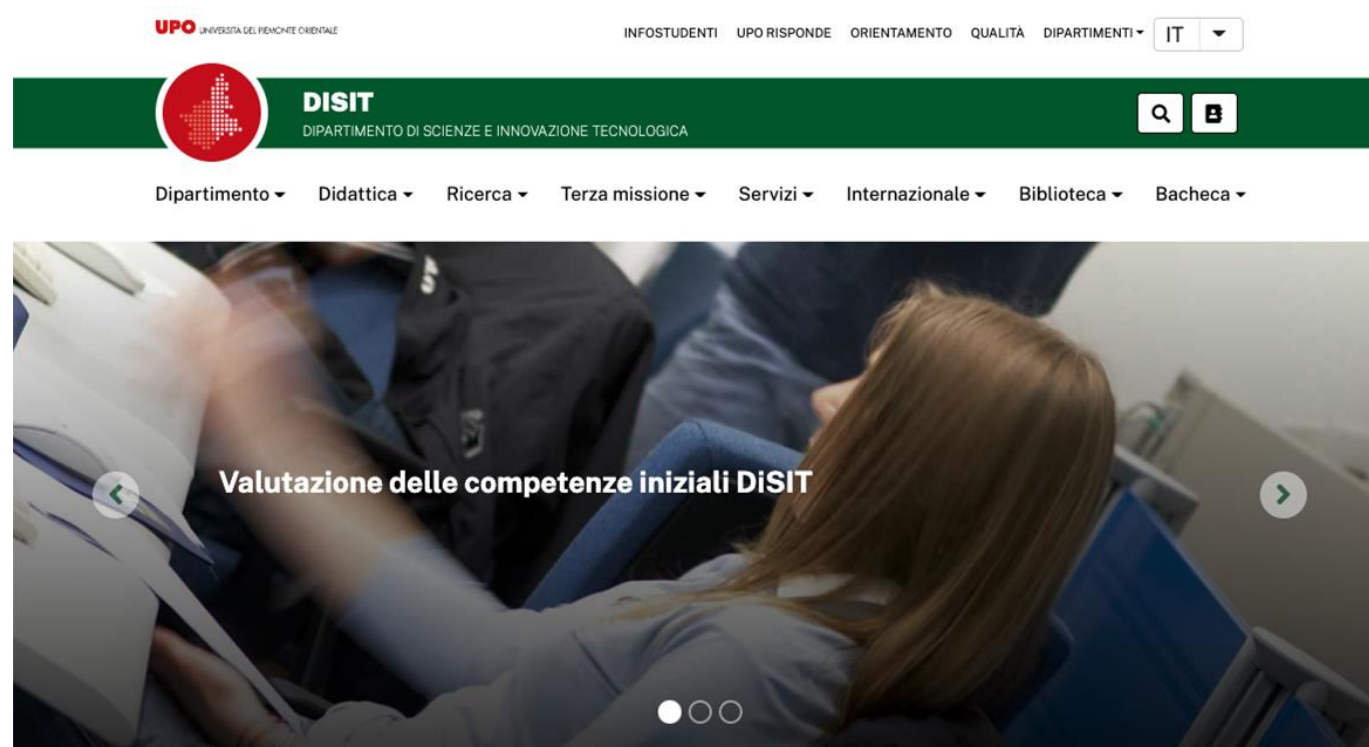 UPO UNIVERSITÀ DEL PIEMONTE ORIENTALE
INFOSTUDENTI UPO RISPONDE ORIENTAMENTO QUALITÀ DIPARTIMENTI IT
DISIT
DIPARTIMENTO DI SCIENZE E INNOVAZIONE TECNOLOGICA
Dipartimento Didattica Ricerca Terza missione Servizi Internazionale Biblioteca Bacheca
Valutazione delle competenze iniziali DiSIT